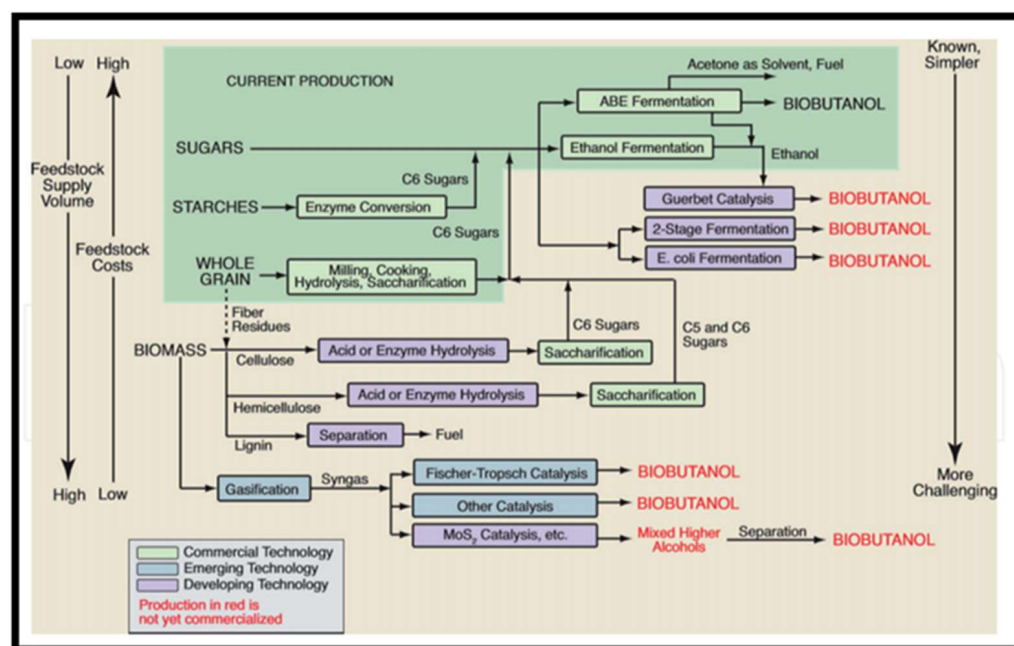 Low
High
Known,
Simpler
CURRENT PRODUCTION
Acetone as Solvent, Fuel
ABE Fermentation
BIOBUTANOL
SUGARS
Ethanol Fermentation
Ethanol
Feedstock
Supply
Volume
C6 Sugars
Guerbet Catalysis
BIOBUTANOL
STARCHES
Enzyme Conversion
C6 Sugars
2-Stage Fermentation
BIOBUTANOL
Feedstock
Costs
WHOLE
GRAIN
Milling, Cooking,
Hydrolysis, Saccharification
E. coli Fermentation
BIOBUTANOL
Fiber
Residues
C6 Sugars
C5 and C6
Sugars
BIOMASS
Cellulose
Acid or Enzyme Hydrolysis
Saccharification
Hemicellulose
Acid or Enzyme Hydrolysis
Saccharification
Lignin
Separation
Fuel
High
Low
Gasification
Syngas
Fischer-Tropsch Catalysis
BIOBUTANOL
More
Challenging
Other Catalysis
BIOBUTANOL
MoS₂ Catalysis, etc.
Mixed Higher
Alcohols
Separation
BIOBUTANOL
Commercial Technology
Emerging Technology
Developing Technology
Production in red is
not yet commercialized